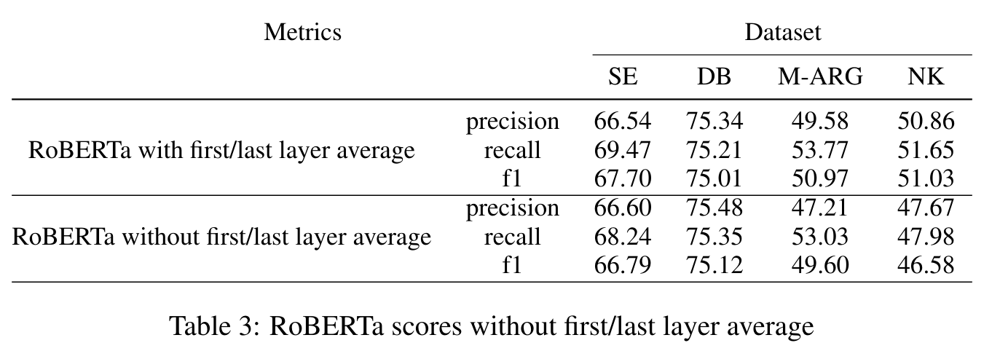 Metrics Dataset
SE DB M-ARG NK
precision 66.54 75.34 49.58 50.86
RoBERTa with first/last layer average recall 69.47 75.21 53.77 51.65
f1 67.70 75.01 50.97 51.03
precision 66.60 75.48 47.21 47.67
RoBERTa without first/last layer average recall 68.24 75.35 53.03 47.98
f1 66.79 75.12 49.60 46.58
Table 3: RoBERTa scores without first/last layer average